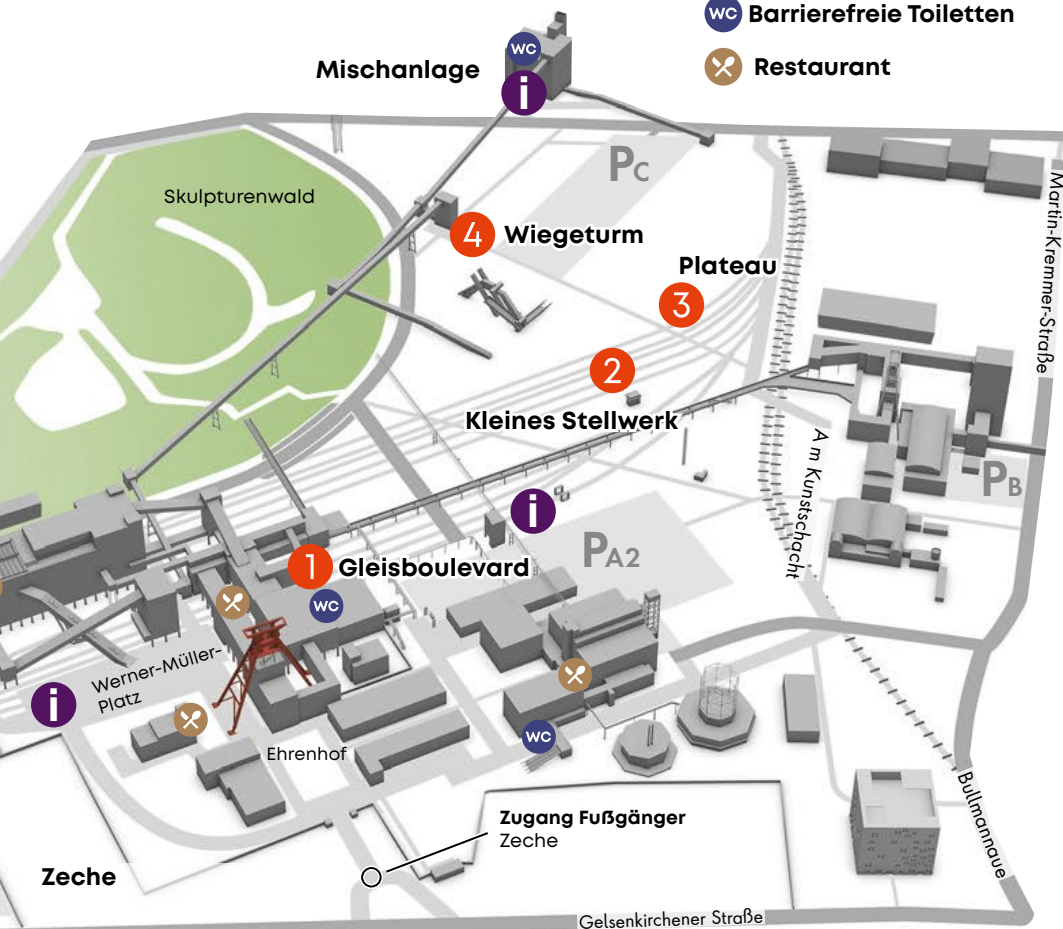 WC Barrierefreie Toiletten
Restaurant
WC
Mischanlage
i
PC
Skulpturenwald
Martin-Kremmer-Straße
4 Wiegeturm
Plateau
3
2
Kleines Stellwerk
Am Kunstschacht
PB
i
PA2
1 Gleisboulevard
WC
Werner-Müller-
Platz
i
Ehrenhof
WC
Bullmannaue
Zugang Fußgänger
Zeche
Zeche
Gelsenkirchener Straße